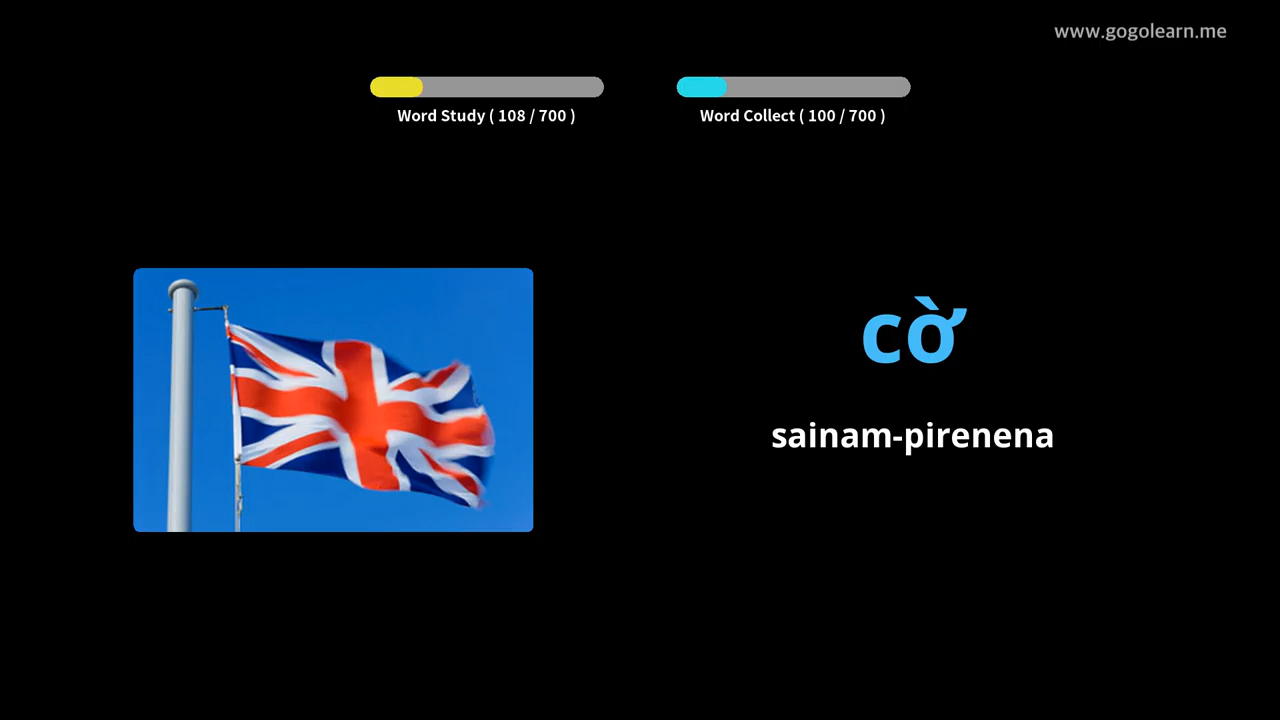 www.gogolearn.me
Word Study ( 108 / 700 )
Word Collect ( 100 / 700 )
cờ
sainam-pirenena